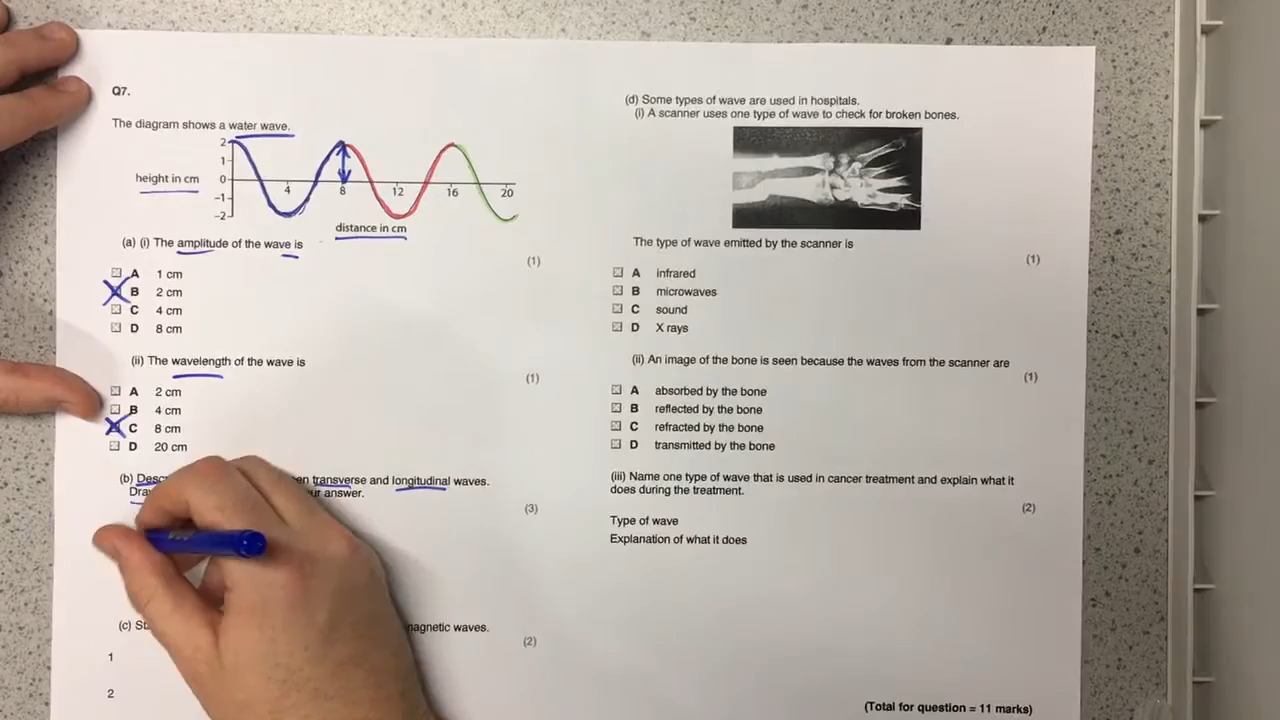 Q7.
The diagram shows a water wave.
2
1
height in cm
0
-1
-2
4
8
12
16
20
distance in cm
(a) (i) The amplitude of the wave is
(1)
A 1 cm
B 2 cm
C 4 cm
D 8 cm
(ii) The wavelength of the wave is
(1)
A 2 cm
B 4 cm
C 8 cm
D 20 cm
(b) transverse and longitudinal waves.
answer.
(3)
(c) waves.
(2)
1
2
(d) Some types of wave are used in hospitals.
(i) A scanner uses one type of wave to check for broken bones.
The type of wave emitted by the scanner is
(1)
A infrared
B microwaves
C sound
D X rays
(ii) An image of the bone is seen because the waves from the scanner are
(1)
A absorbed by the bone
B reflected by the bone
C refracted by the bone
D transmitted by the bone
(iii) Name one type of wave that is used in cancer treatment and explain what it
does during the treatment.
(2)
Type of wave
Explanation of what it does
(Total for question = 11 marks)